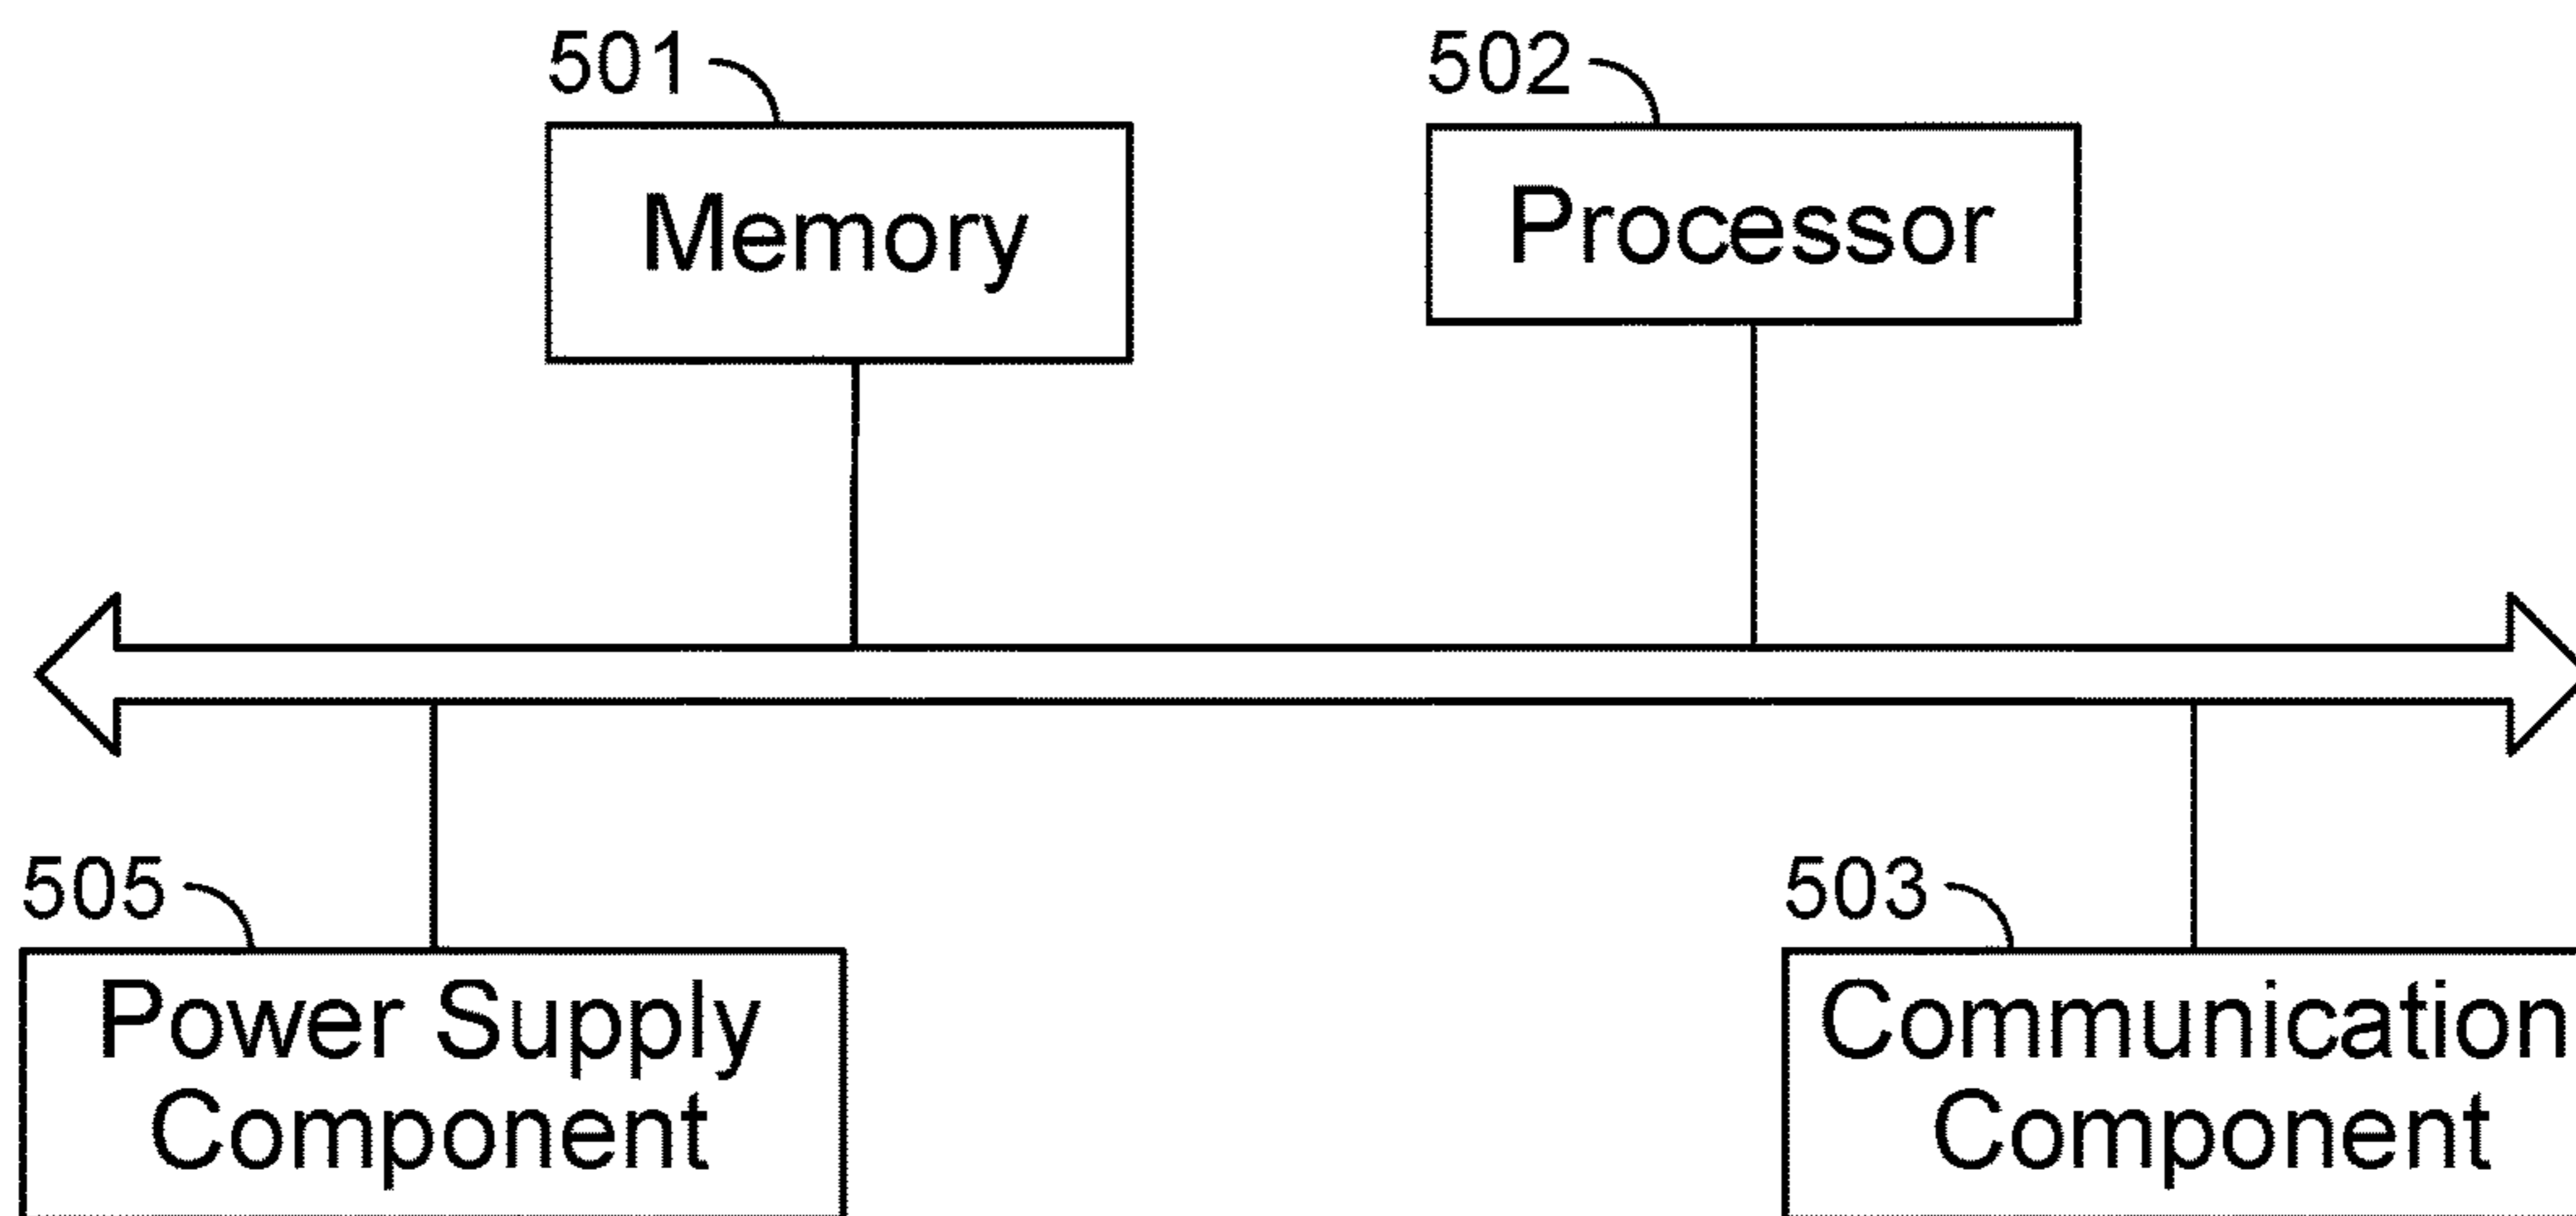 501
502
Memory
Processor
505
503
Power Supply
Component
Communication
Component